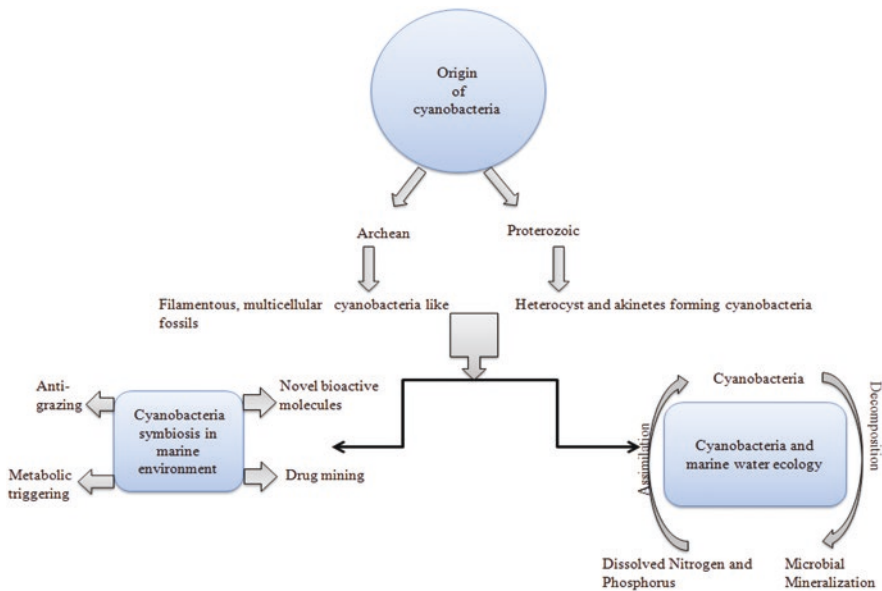 Origin
of
cyanobacteria
Archean
Proterozoic
Filamentous, multicellular cyanobacteria like
fossils
Heterocyst and akinetes forming cyanobacteria
Anti-
grazing
Cyanobacteria
symbiosis in
marine
environment
Novel bioactive
molecules
Metabolic
triggering
Drug mining
Cyanobacteria
Decomposition
Assimilation
Cyanobacteria and
marine water ecology
Dissolved Nitrogen and
Phosphorus
Microbial
Mineralization